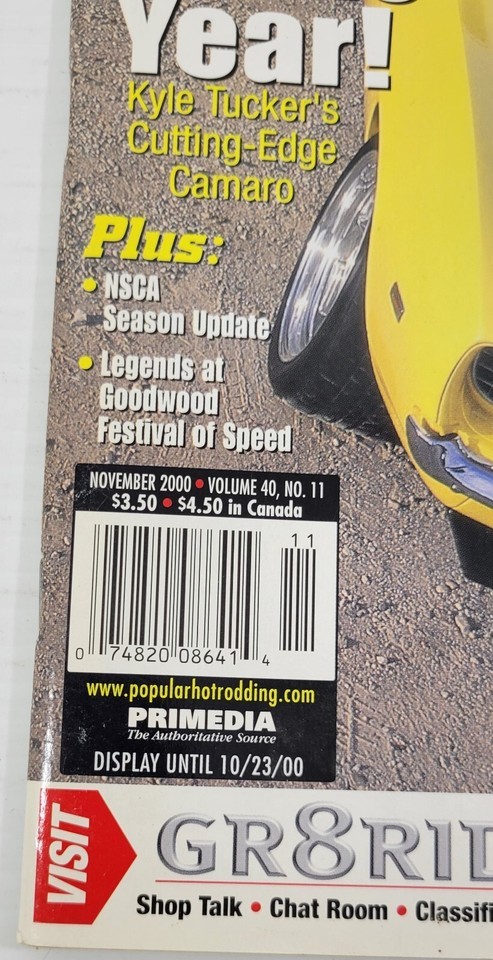 Year!
Kyle Tucker's
Cutting-Edge
Camaro
Plus:
• NSCA
Season Update
• Legends at
Goodwood
Festival of Speed
NOVEMBER 2000 • VOLUME 40, NO. 11
$3.50 • $4.50 in Canada
11
0 74820 08641 4
www.popularhotrodding.com
PRIMEDIA
The Authoritative Source
DISPLAY UNTIL 10/23/00
VISIT
GR8RID
Shop Talk • Chat Room • Classifi